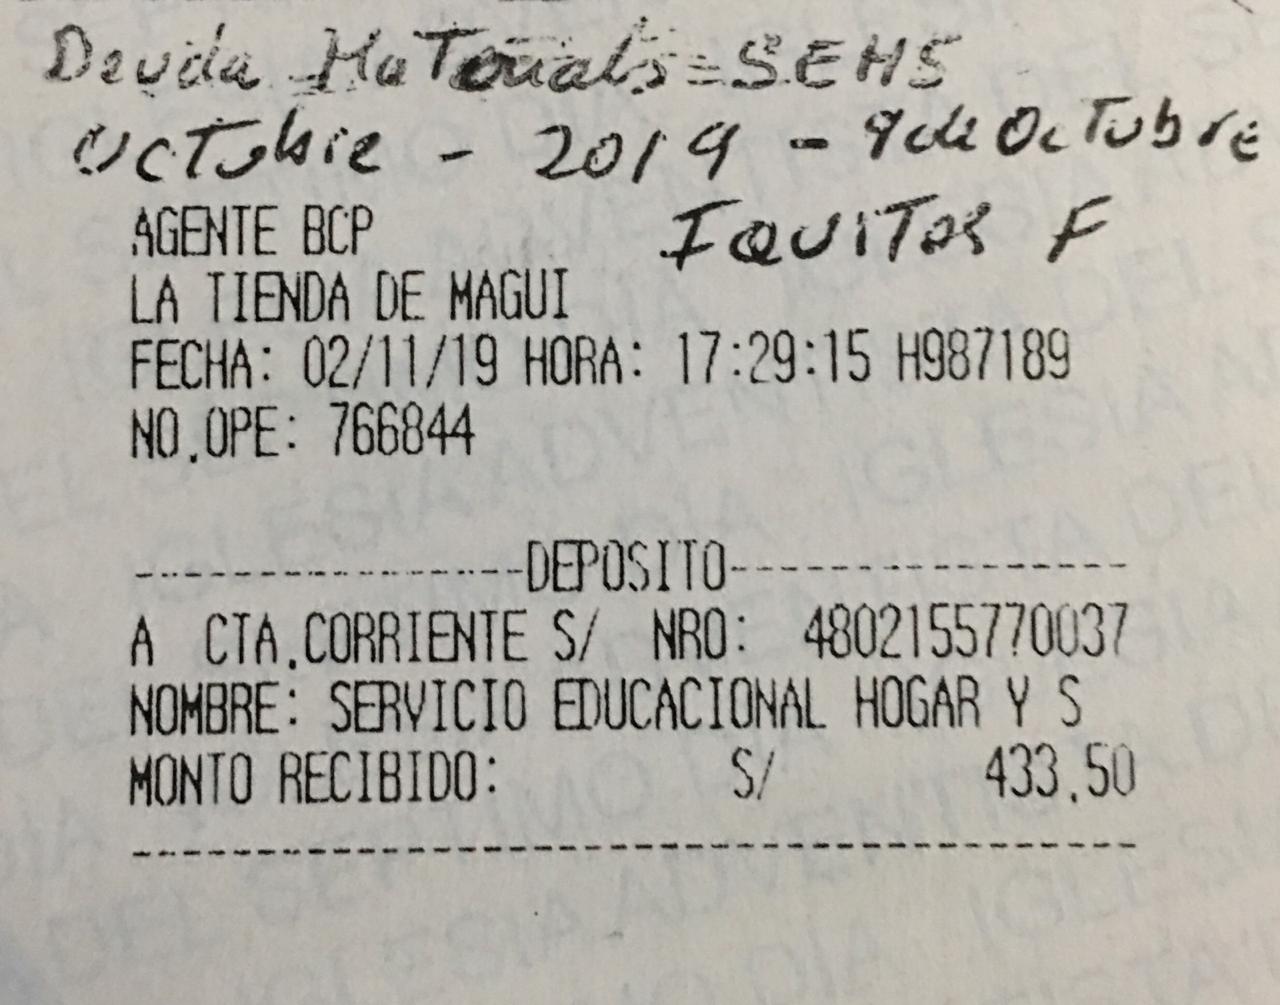 Deuda Materials = SEHS
Octubre - 2019 - 9 de Octubre
Iquitos F
AGENTE BCP
LA TIENDA DE MAGUI
FECHA: 02/11/19 HORA: 17:29:15 H987189
NO.OPE: 766844
----------------DEPOSITO----------------
A CTA.CORRIENTE S/ NRO: 4802155770037
NOMBRE: SERVICIO EDUCACIONAL HOGAR Y S
MONTO RECIBIDO: S/ 433.50